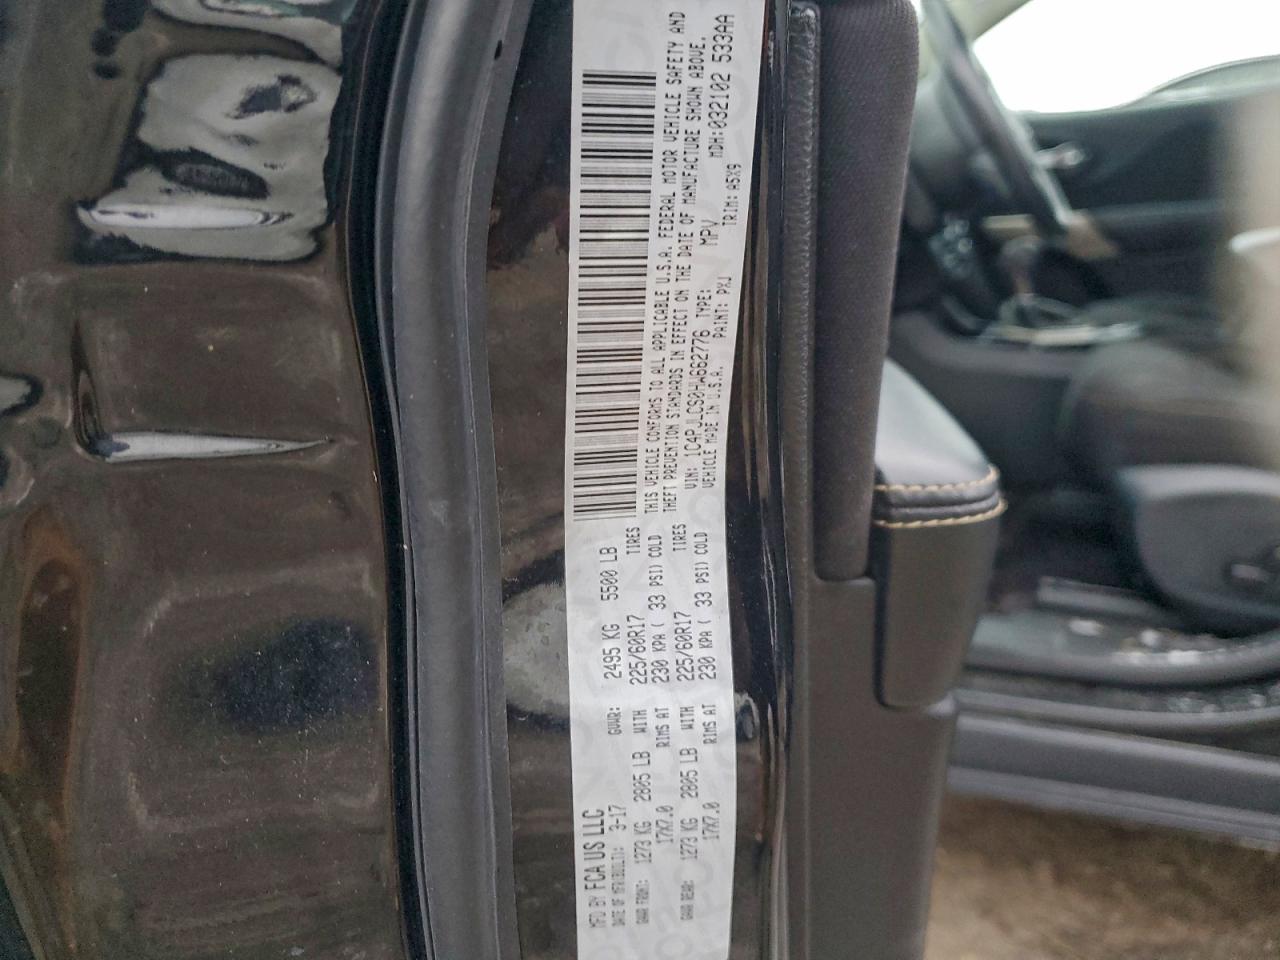 MFD BY FCA US LLC
DATE OF MFR(BUILT): 3-17 GVWR: 2495 KG 5500 LB
GAWR FRONT: 1273 KG 2805 LB WITH 225/60R17 TIRES
17X7.0 RIMS AT 230 KPA ( 33 PSI) COLD
GAWR REAR: 1273 KG 2805 LB WITH 225/60R17 TIRES
17X7.0 RIMS AT 230 KPA ( 33 PSI) COLD
THIS VEHICLE CONFORMS TO ALL APPLICABLE U.S.A. FEDERAL MOTOR VEHICLE SAFETY AND
THEFT PREVENTION STANDARDS IN EFFECT ON THE DATE OF MANUFACTURE SHOWN ABOVE.
VIN: 1C4PJLCS0HW662776 TYPE: MPV MDH:032102 533AA
VEHICLE MADE IN U.S.A. PAINT: PXJ TRIM: A5X9